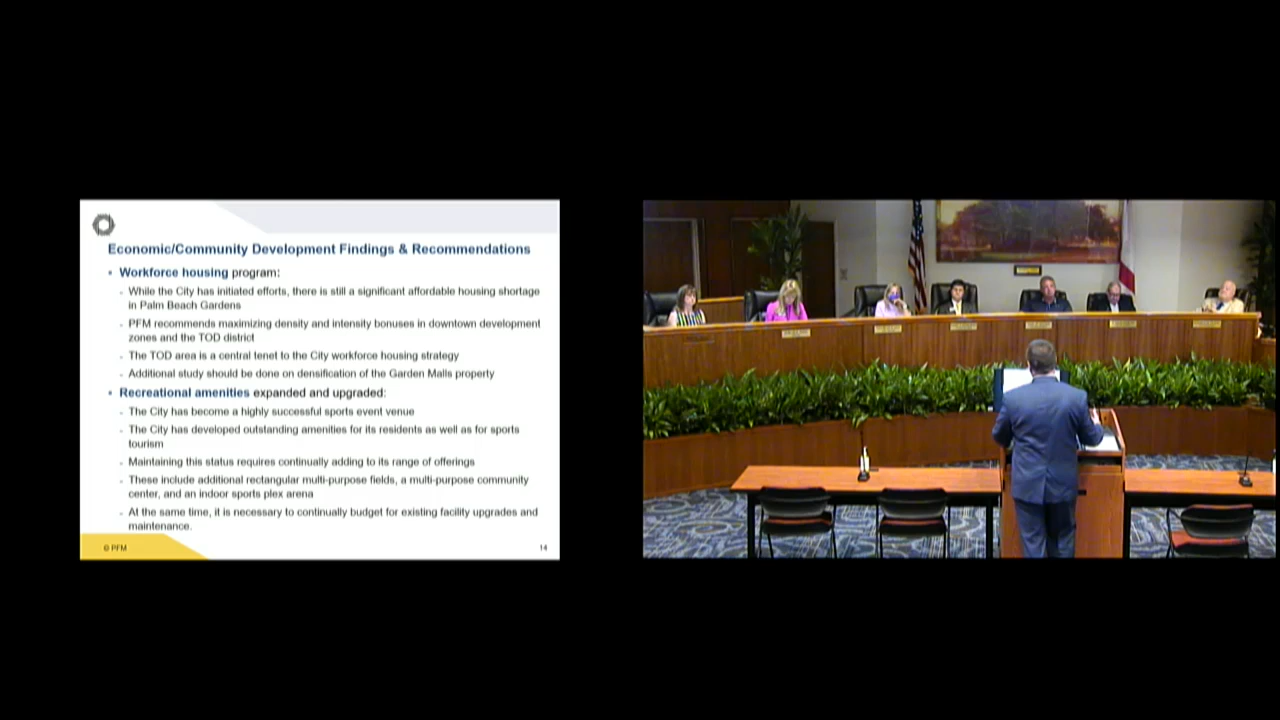 Economic/Community Development Findings & Recommendations
Workforce housing program:
While the City has initiated efforts, there is still a significant affordable housing shortage
in Palm Beach Gardens
PFM recommends maximizing density and intensity bonuses in downtown development
zones and the TOD district
The TOD area is a central tenet to the City workforce housing strategy
Additional study should be done on densification of the Garden Malls property
Recreational amenities expanded and upgraded:
The City has become a highly successful sports event venue
The City has developed outstanding amenities for its residents as well as for sports
tourism
Maintaining this status requires continually adding to its range of offerings
These include additional rectangular multi-purpose fields, a multi-purpose community
center, and an indoor sports plex arena
At the same time, it is necessary to continually budget for existing facility upgrades and
maintenance.
© PFM
14